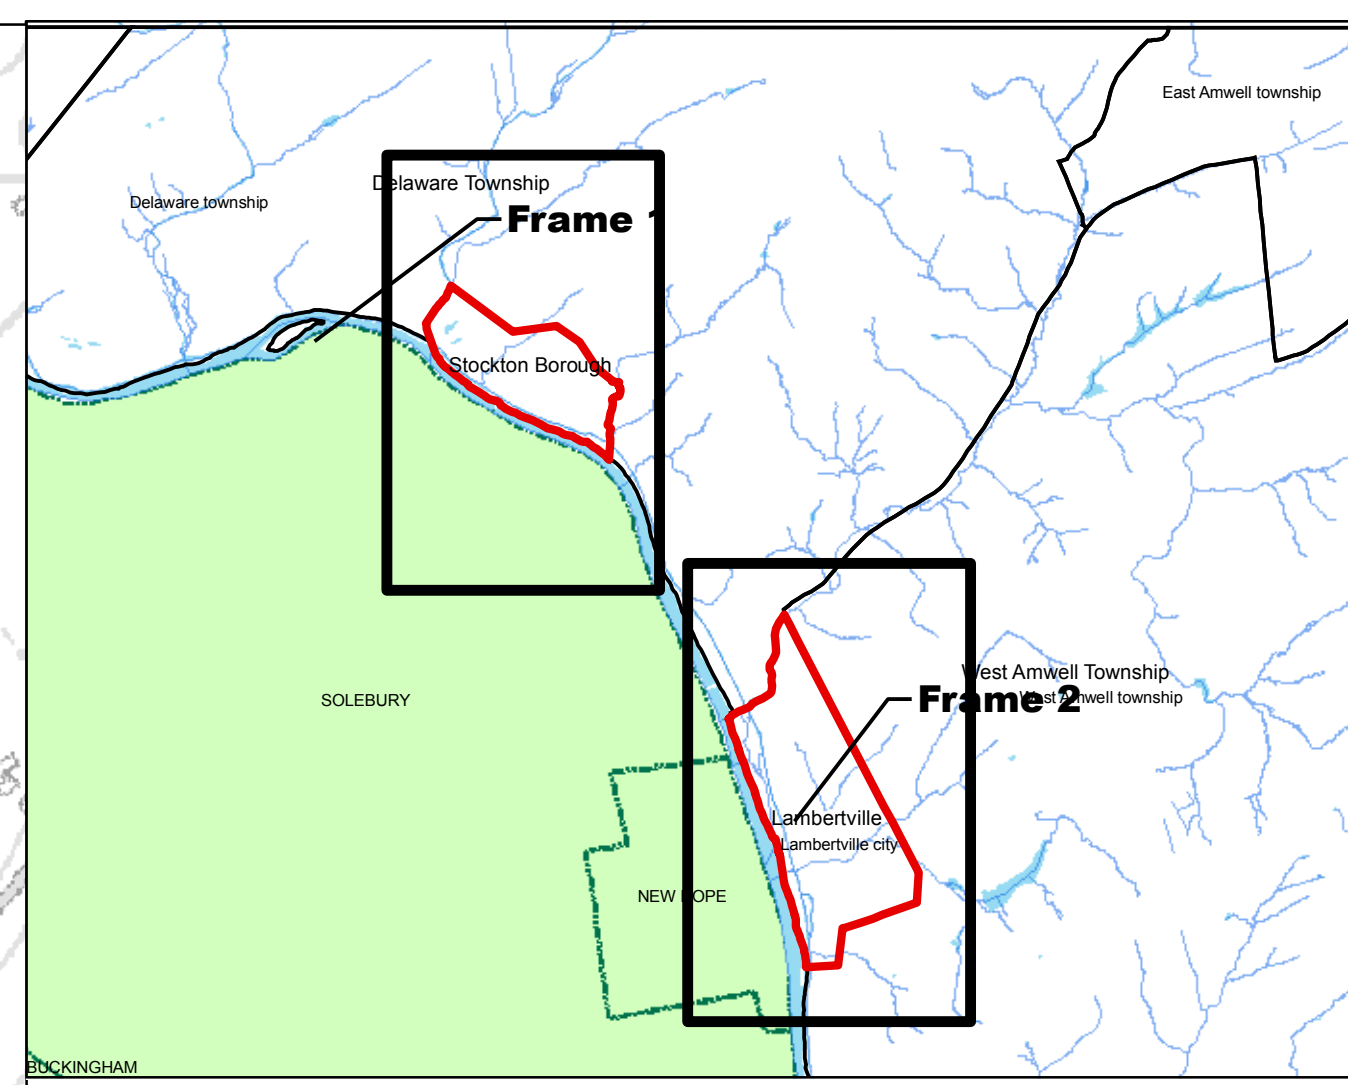 East Amwell township
Delaware Township
Delaware township
Frame 1
Stockton Borough
West Amwell Township
West Amwell township
Frame 2
SOLEBURY
Lambertville
Lambertville city
NEW HOPE
BUCKINGHAM